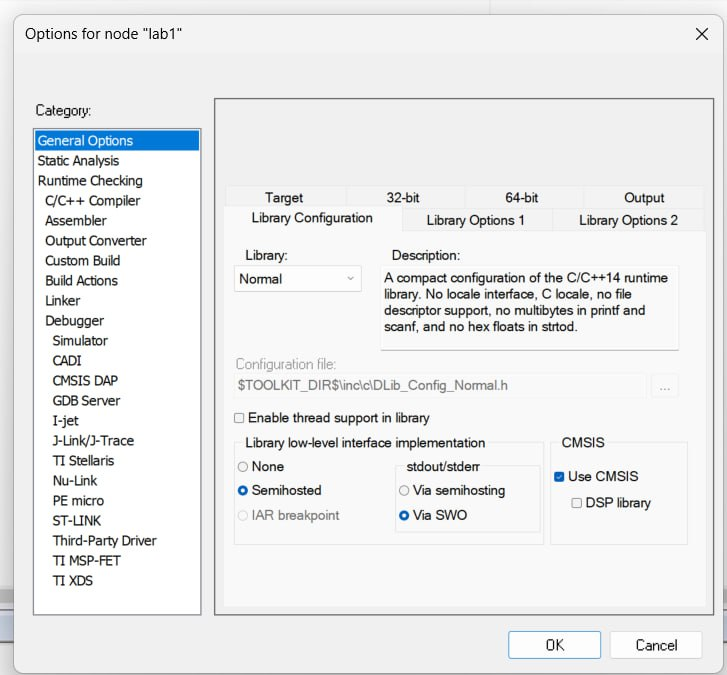 Options for node "lab1"
Category:
General Options
Static Analysis
Runtime Checking
C/C++ Compiler
Assembler
Output Converter
Custom Build
Build Actions
Linker
Debugger
Simulator
CADI
CMSIS DAP
GDB Server
I-jet
J-Link/J-Trace
TI Stellaris
Nu-Link
PE micro
ST-LINK
Third-Party Driver
TI MSP-FET
TI XDS
Target 32-bit 64-bit Output
Library Configuration Library Options 1 Library Options 2
Library:
Normal
Description:
A compact configuration of the C/C++14 runtime
library. No locale interface, C locale, no file
descriptor support, no multibytes in printf and
scanf, and no hex floats in strtod.
Configuration file:
$TOOLKIT_DIR$\inc\c\DLib_Config_Normal.h
...
Enable thread support in library
Library low-level interface implementation
None
Semihosted
IAR breakpoint
stdout/stderr
Via semihosting
Via SWO
CMSIS
Use CMSIS
DSP library
OK Cancel